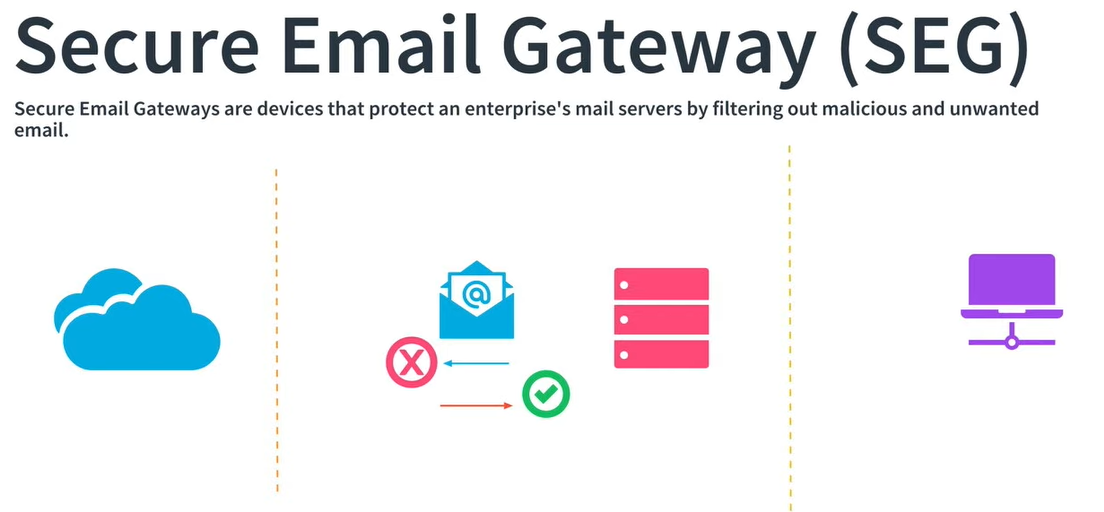 Secure Email Gateway (SEG)
Secure Email Gateways are devices that protect an enterprise's mail servers by filtering out malicious and unwanted
email.
@
X